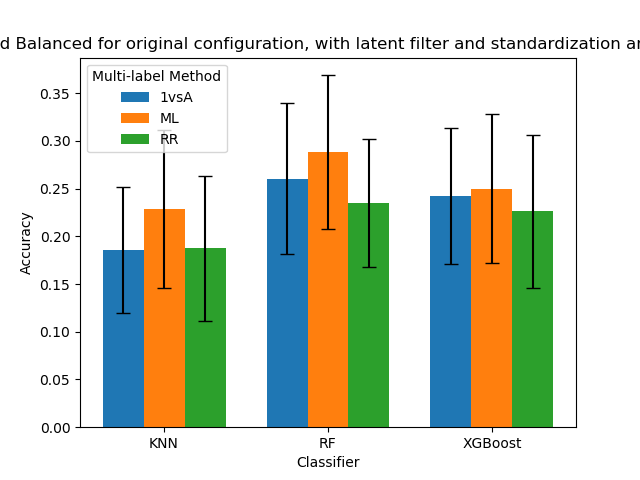 d Balanced for original configuration, with latent filter and standardization ar
Multi-label Method
1vsA
ML
RR
0.35
0.30
0.25
0.20
0.15
0.10
0.05
0.00
Accuracy
KNN
RF
XGBoost
Classifier